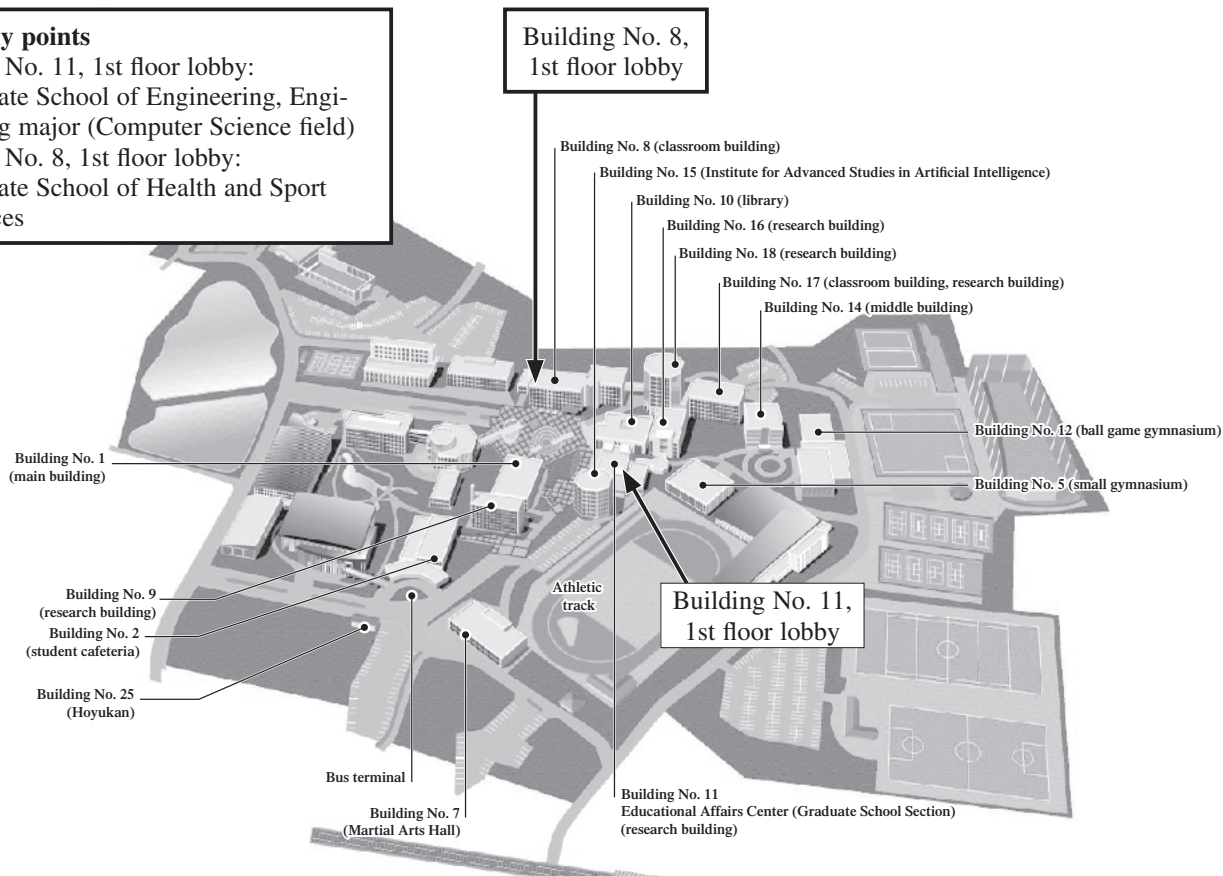 y points
No. 11, 1st floor lobby:
ate School of Engineering, Engi-
g major (Computer Science field)
No. 8, 1st floor lobby:
ate School of Health and Sport
ces
Building No. 8,
1st floor lobby
Building No. 8 (classroom building)
Building No. 15 (Institute for Advanced Studies in Artificial Intelligence)
Building No. 10 (library)
Building No. 16 (research building)
Building No. 18 (research building)
Building No. 17 (classroom building, research building)
Building No. 14 (middle building)
Building No. 12 (ball game gymnasium)
Building No. 5 (small gymnasium)
Building No. 1
(main building)
Building No. 9
(research building)
Building No. 2
(student cafeteria)
Building No. 25
(Hoyukan)
Athletic
track
Building No. 11,
1st floor lobby
Bus terminal
Building No. 7
(Martial Arts Hall)
Building No. 11
Educational Affairs Center (Graduate School Section)
(research building)